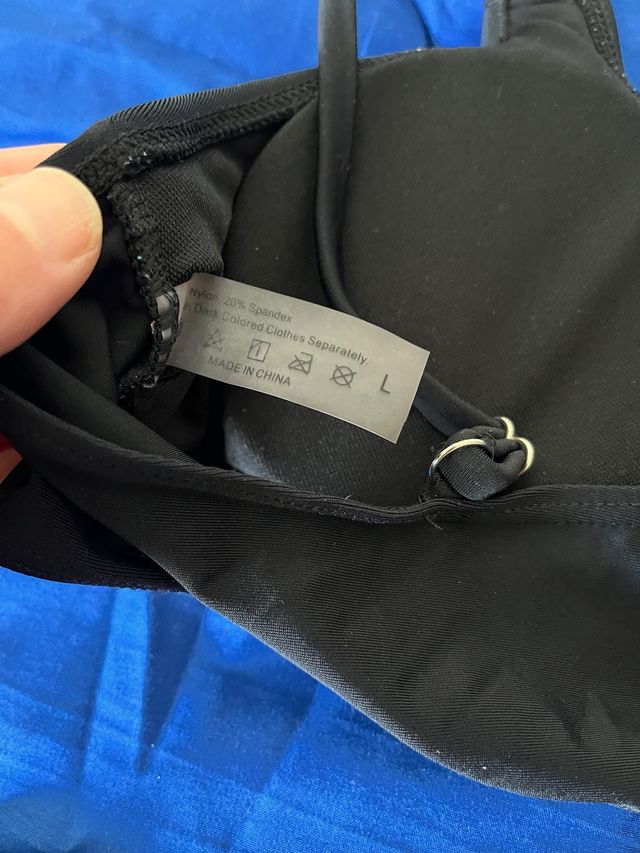 Nylon, 20% Spandex
Dark Colored Clothes Separately.
MADE IN CHINA
L